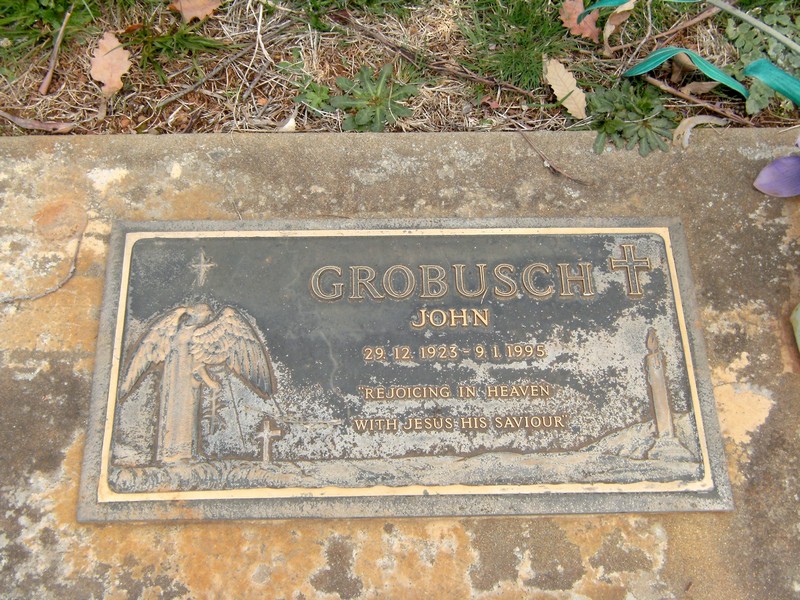 GROBUSCH
JOHN
29. 12. 1923 - 9. 1. 1995
"REJOICING IN HEAVEN
WITH JESUS HIS SAVIOUR"